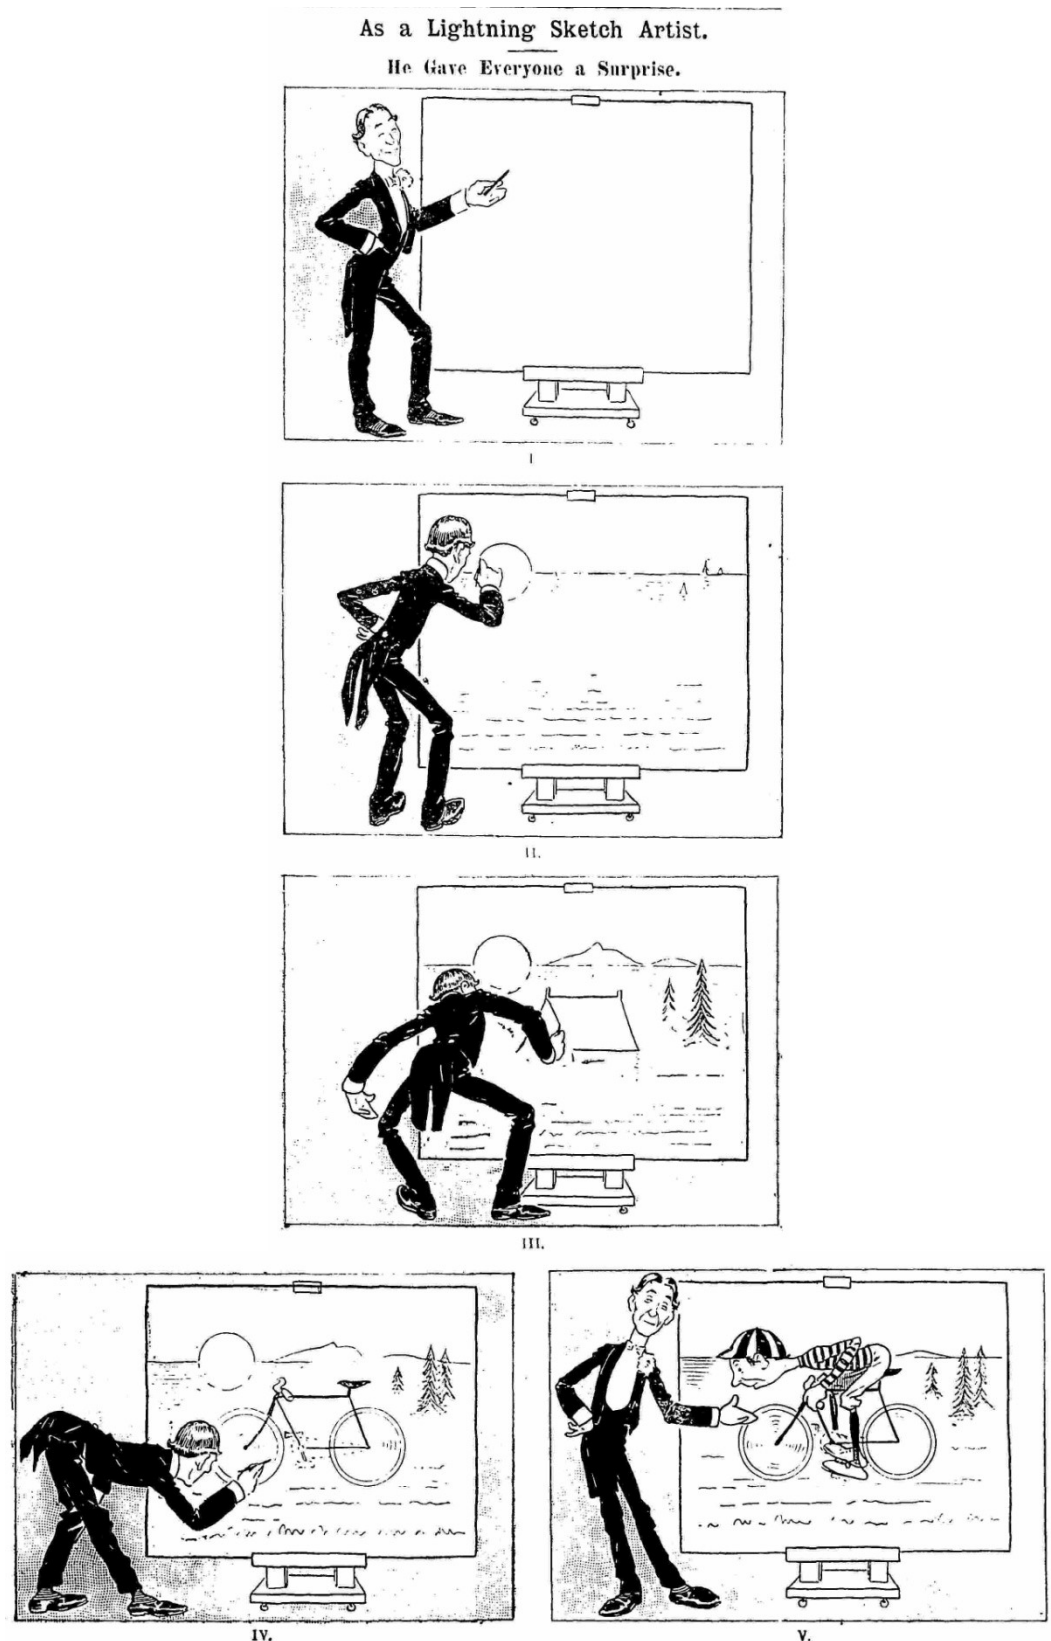 As a Lightning Sketch Artist.
He Gave Everyone a Surprise.
I
II.
III.
IV.
V.